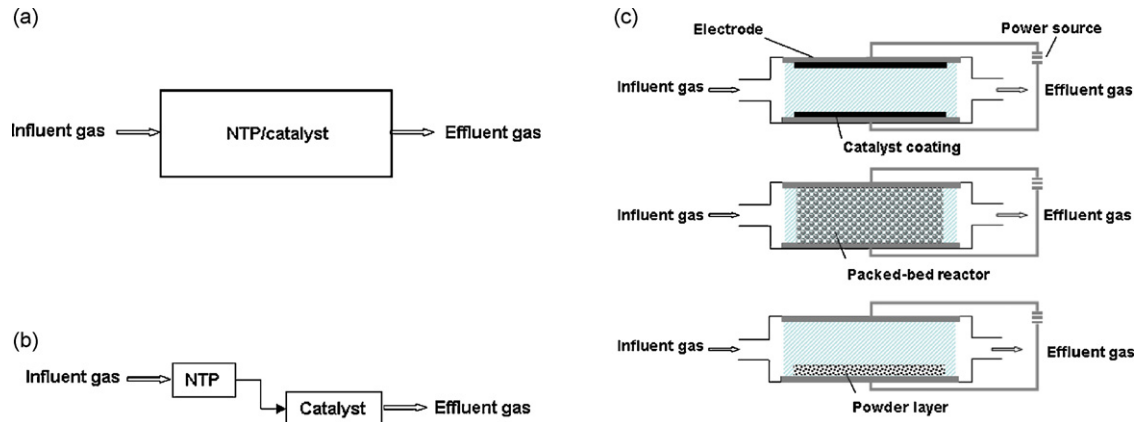 (a)
Influent gas
NTP/catalyst
Effluent gas
(b)
Influent gas
NTP
Catalyst
Effluent gas
(c)
Electrode
Power source
Influent gas
Effluent gas
Catalyst coating
Influent gas
Effluent gas
Packed-bed reactor
Influent gas
Effluent gas
Powder layer